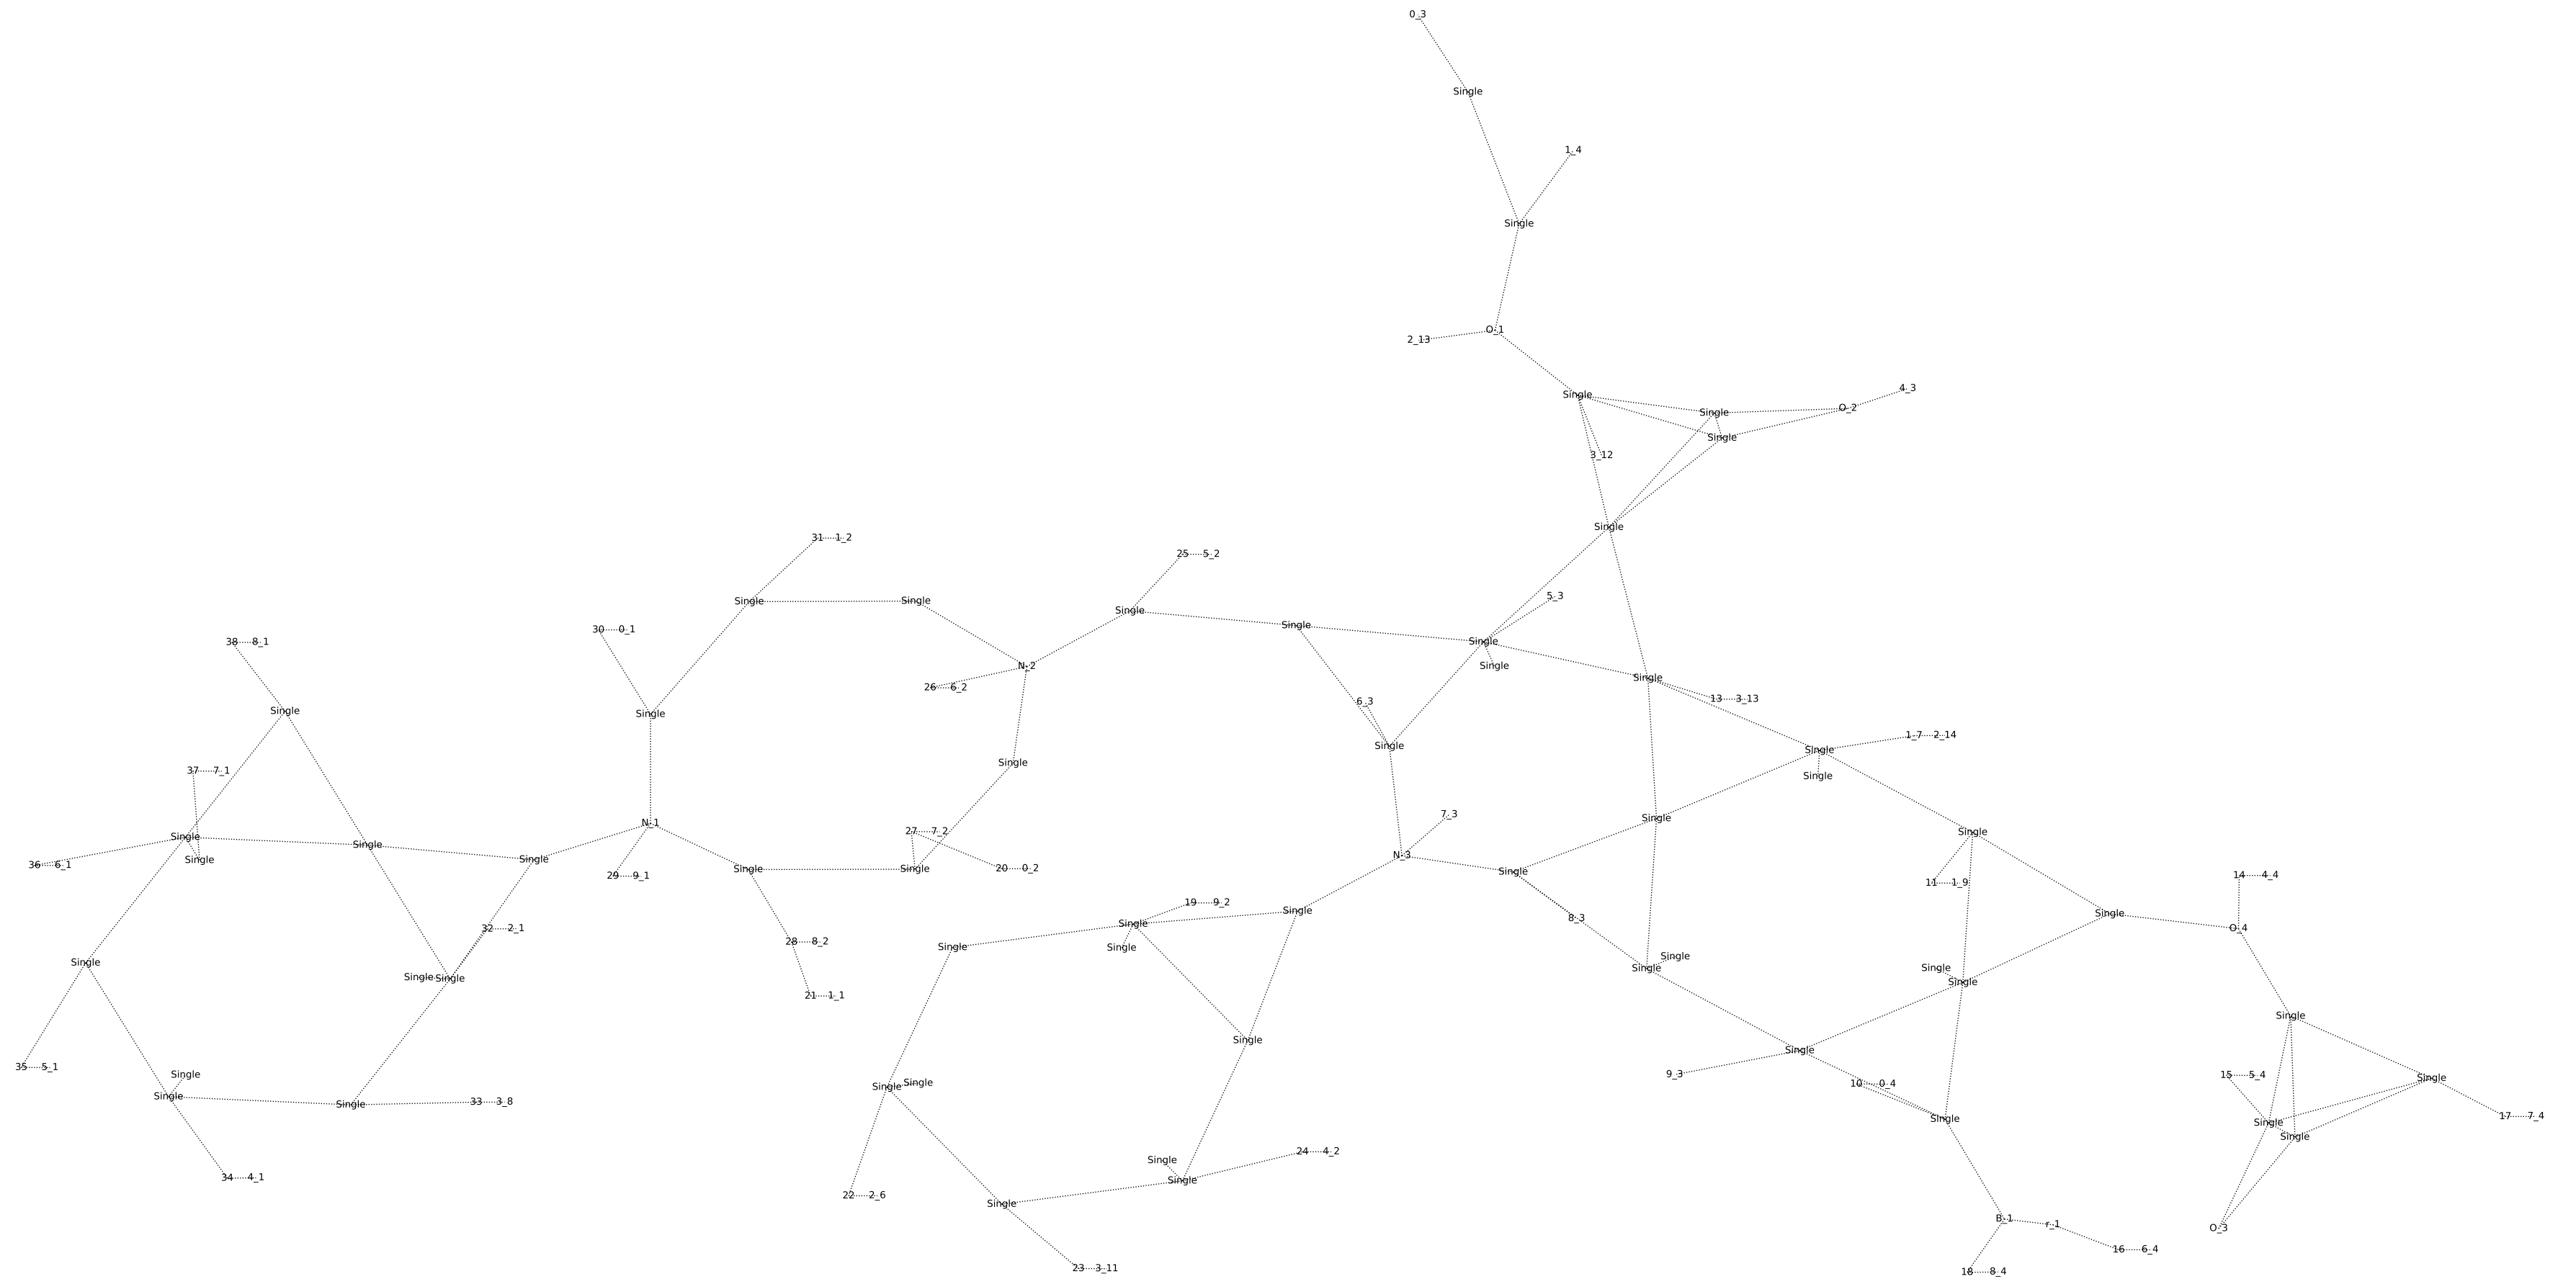 0_3
Single
1_4
Single
O_1
2_13
4_3
Single
Single
O_2
Single
3_12
Single
31 1_2
25 5_2
5_3
Single
Single
Single
Single
30 0_1
38 8_1
Single
Single
N_2
Single
26 6_2
6_3
13 3_13
Single
Single
1_7 2_14
Single
Single
Single
37 7_1
Single
7_3
Single
N_1
27 7_2
Single
Single
Single
N_3
Single
Single
36 6_1
29 9_1
Single
Single
20 0_2
Single
11 1_9
14 4_4
19 9_2
Single
Single
8_3
Single
O_4
32 2_1
28 8_2
Single
Single
Single
Single
Single
Single
Single
Single
Single
21 1_1
Single
Single
Single
35 5_1
Single
9_3
15 5_4
Single
Single
Single
10 0_4
Single
Single
33 3_8
Single
17 7_4
Single
Single
24 4_2
Single
34 4_1
Single
22 2_6
Single
B_1
r_1
O_3
16 6_4
23 3_11
18 8_4